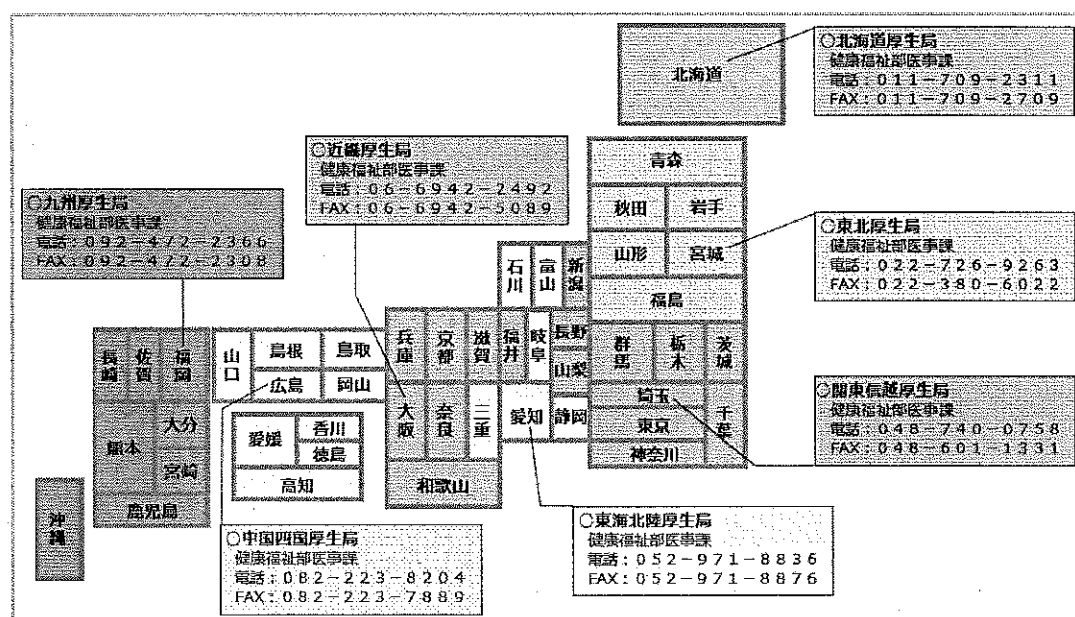 北海道
○北海道厚生局
健康福祉部医事課
電話：011－709－2311
FAX：011－709－2709
○近畿厚生局
健康福祉部医事課
電話：06－6942－2492
FAX：06－6942－5089
○九州厚生局
健康福祉部医事課
電話：092－472－2366
FAX：092－472－2308
青森
秋田
岩手
山形
宮城
福島
○東北厚生局
健康福祉部医事課
電話：022－726－9263
FAX：022－380－6022
石川
富山
新潟
長崎
佐賀
福岡
山口
島根
鳥取
広島
岡山
兵庫
京都
滋賀
福井
岐阜
長野
山梨
群馬
栃木
茨城
熊本
大分
宮崎
鹿児島
沖縄
愛媛
香川
徳島
高知
大阪
奈良
三重
和歌山
愛知
静岡
埼玉
東京
神奈川
千葉
○関東信越厚生局
健康福祉部医事課
電話：048－740－0758
FAX：048－601－1331
○中国四国厚生局
健康福祉部医事課
電話：082－223－8204
FAX：082－223－7889
○東海北陸厚生局
健康福祉部医事課
電話：052－971－8836
FAX：052－971－8876